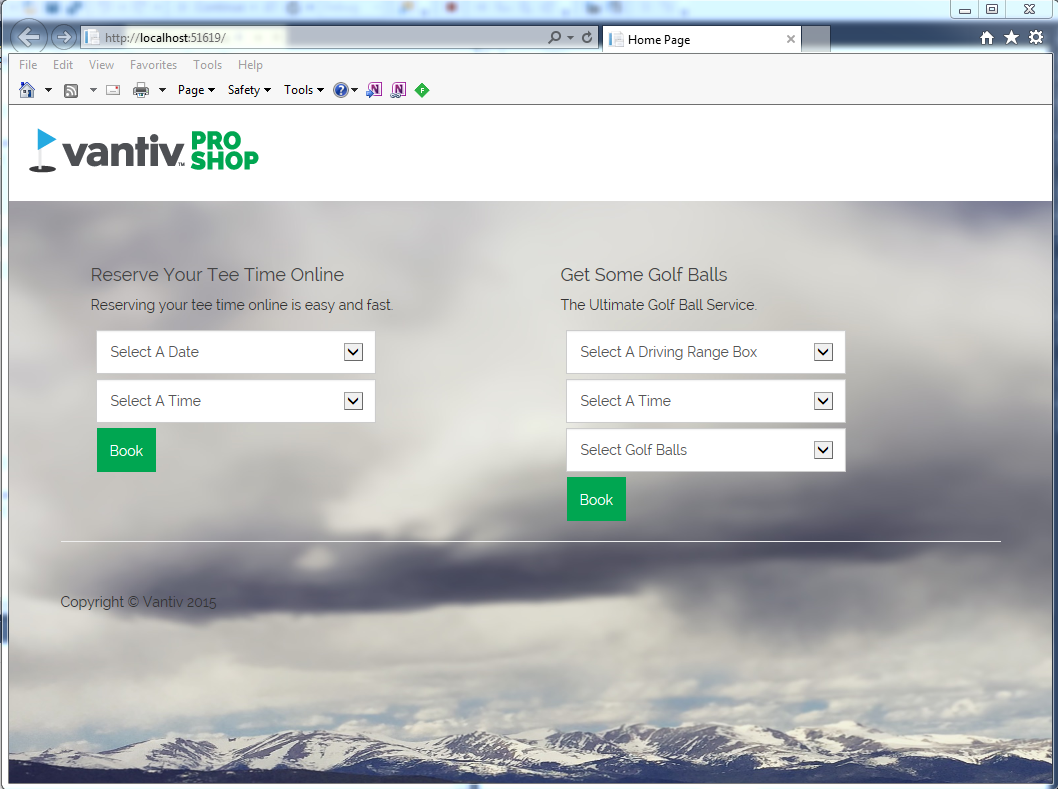 http://localhost:51619/
Home Page
File Edit View Favorites Tools Help
Page Safety Tools
vantiv™ PRO SHOP
Reserve Your Tee Time Online
Reserving your tee time online is easy and fast.
Select A Date
Select A Time
Book
Get Some Golf Balls
The Ultimate Golf Ball Service.
Select A Driving Range Box
Select A Time
Select Golf Balls
Book
Copyright © Vantiv 2015